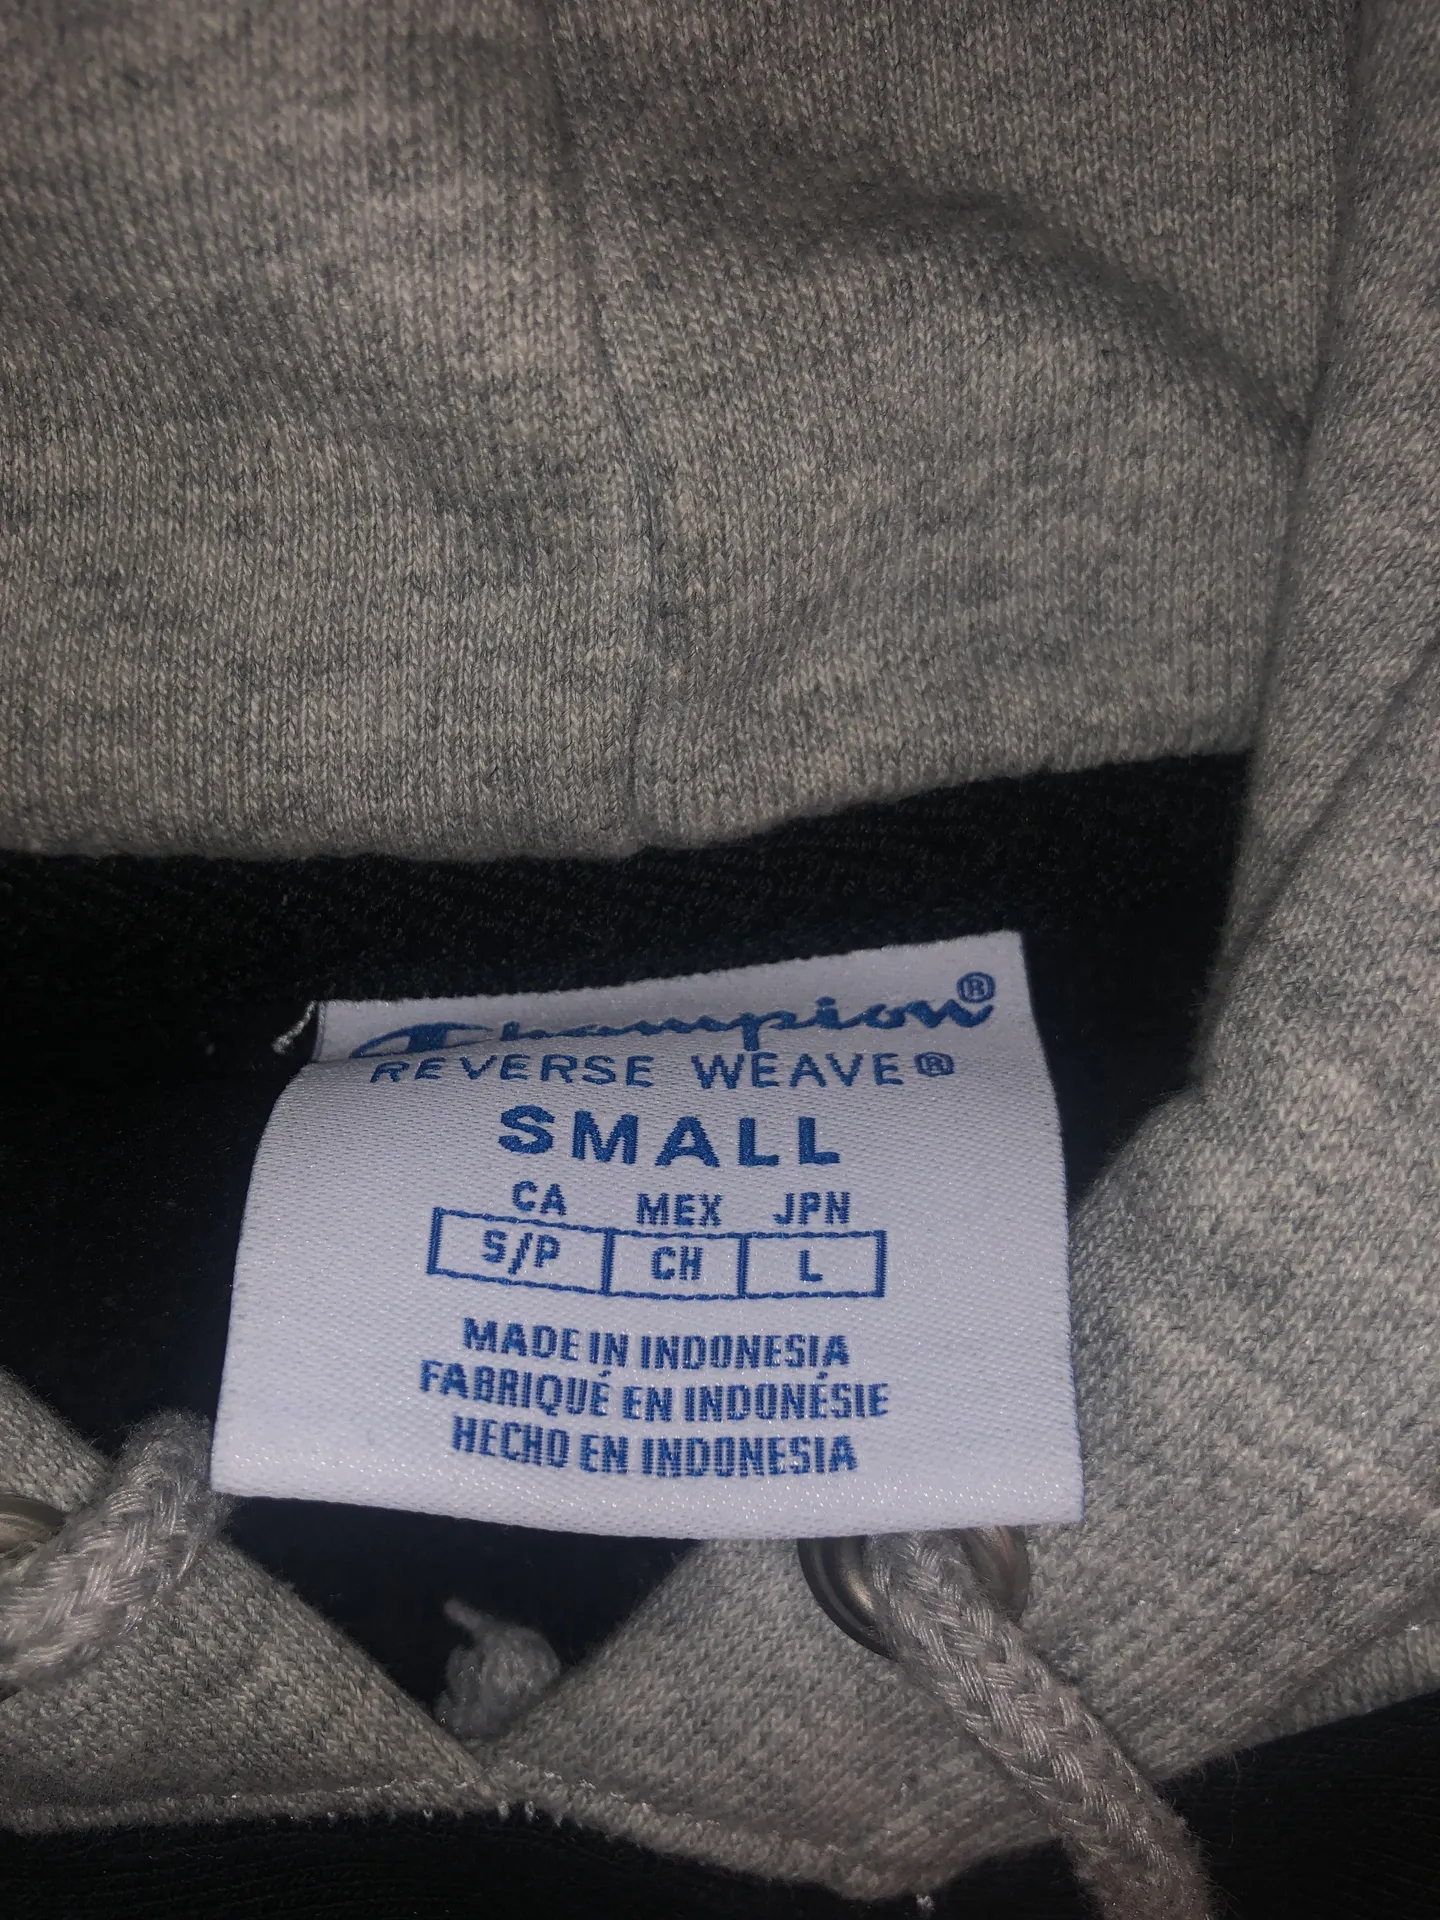 Champion®
REVERSE WEAVE®
SMALL
CA MEX JPN
S/P CH L
MADE IN INDONESIA
FABRIQUÉ EN INDONÉSIE
HECHO EN INDONESIA